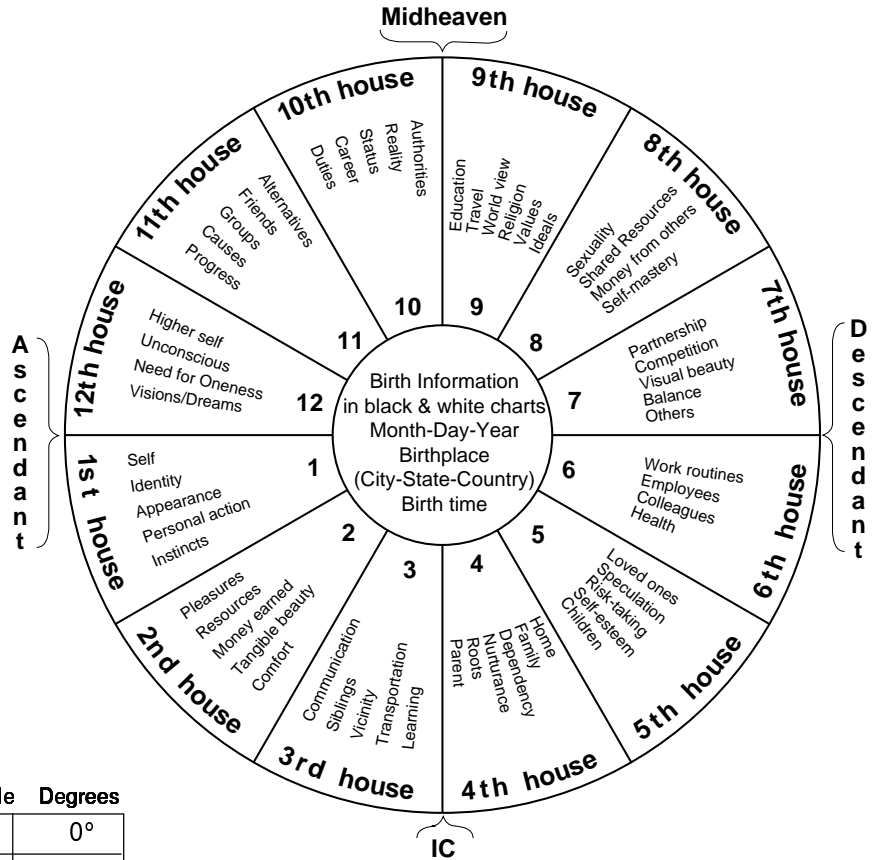 Midheaven
10th house
Duties
Career
Status
Reality
Authorities
10
9th house
Education
Travel
World view
Religion
Values
Ideals
9
8th house
Sexuality
Shared Resources
Money from others
Self-mastery
8
11th house
Alternatives
Friends
Groups
Causes
Progress
11
7th house
Partnership
Competition
Visual beauty
Balance
Others
7
12th house
Higher self
Unconscious
Need for Oneness
Visions/Dreams
12
Ascendant
Descendant
Birth Information
in black & white charts
Month-Day-Year
Birthplace
(City-State-Country)
Birth time
1st house
Self
Identity
Appearance
Personal action
Instincts
1
6th house
Work routines
Employees
Colleagues
Health
6
2nd house
Pleasures
Resources
Money earned
Tangible beauty
Comfort
2
5th house
Loved ones
Speculation
Risk-taking
Self-esteem
Children
5
3rd house
Communication
Siblings
Vicinity
Transportation
Learning
3
4th house
Home
Family
Dependency
Nurturance
Roots
Parent
4
IC
Degrees
0°